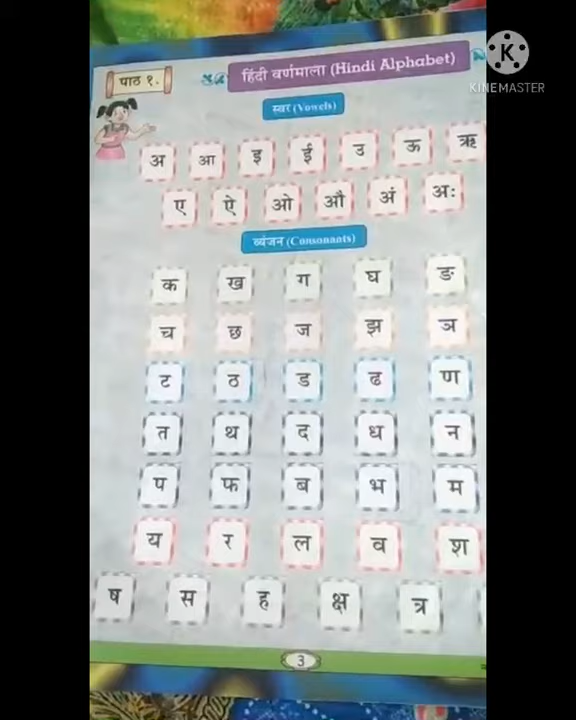 KINEMASTER
पाठ १.
हिंदी वर्णमाला (Hindi Alphabet)
स्वर (Vowels)
अ आ इ ई उ ऊ ऋ
ए ऐ ओ औ अं अः
व्यंजन (Consonants)
क ख ग घ ङ
च छ ज झ ञ
ट ठ ड ढ ण
त थ द ध न
प फ ब भ म
य र ल व श
ष स ह क्ष त्र
3